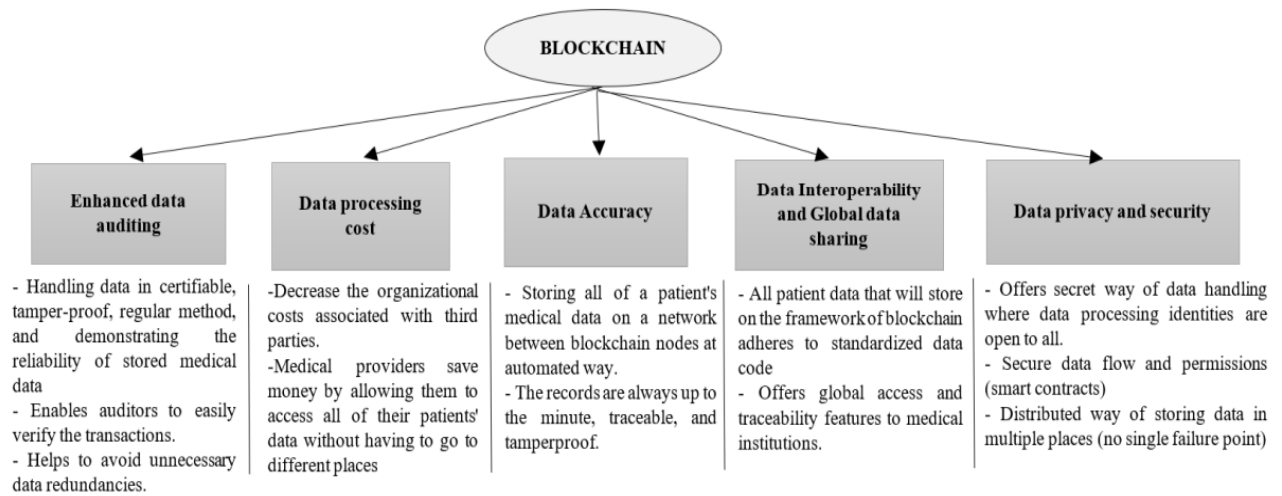 BLOCKCHAIN
Enhanced data
auditing
- Handling data in certifiable,
tamper-proof, regular method,
and demonstrating the
reliability of stored medical
data
- Enables auditors to easily
verify the transactions.
- Helps to avoid unnecessary
data redundancies.
Data processing
cost
-Decrease the organizational
costs associated with third
parties.
-Medical providers save
money by allowing them to
access all of their patients'
data without having to go to
different places
Data Accuracy
- Storing all of a patient's
medical data on a network
between blockchain nodes at
automated way.
- The records are always up to
the minute, traceable, and
tamperproof.
Data Interoperability
and Global data
sharing
- All patient data that will store
on the framework of blockchain
adheres to standardized data
code
- Offers global access and
traceability features to medical
institutions.
Data privacy and security
- Offers secret way of data handling
where data processing identities are
open to all.
- Secure data flow and permissions
(smart contracts)
- Distributed way of storing data in
multiple places (no single failure point)